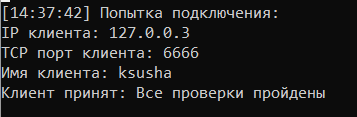 [14:37:42] Попытка подключения:
IP клиента: 127.0.0.3
TCP порт клиента: 6666
Имя клиента: ksusha
Клиент принят: Все проверки пройдены